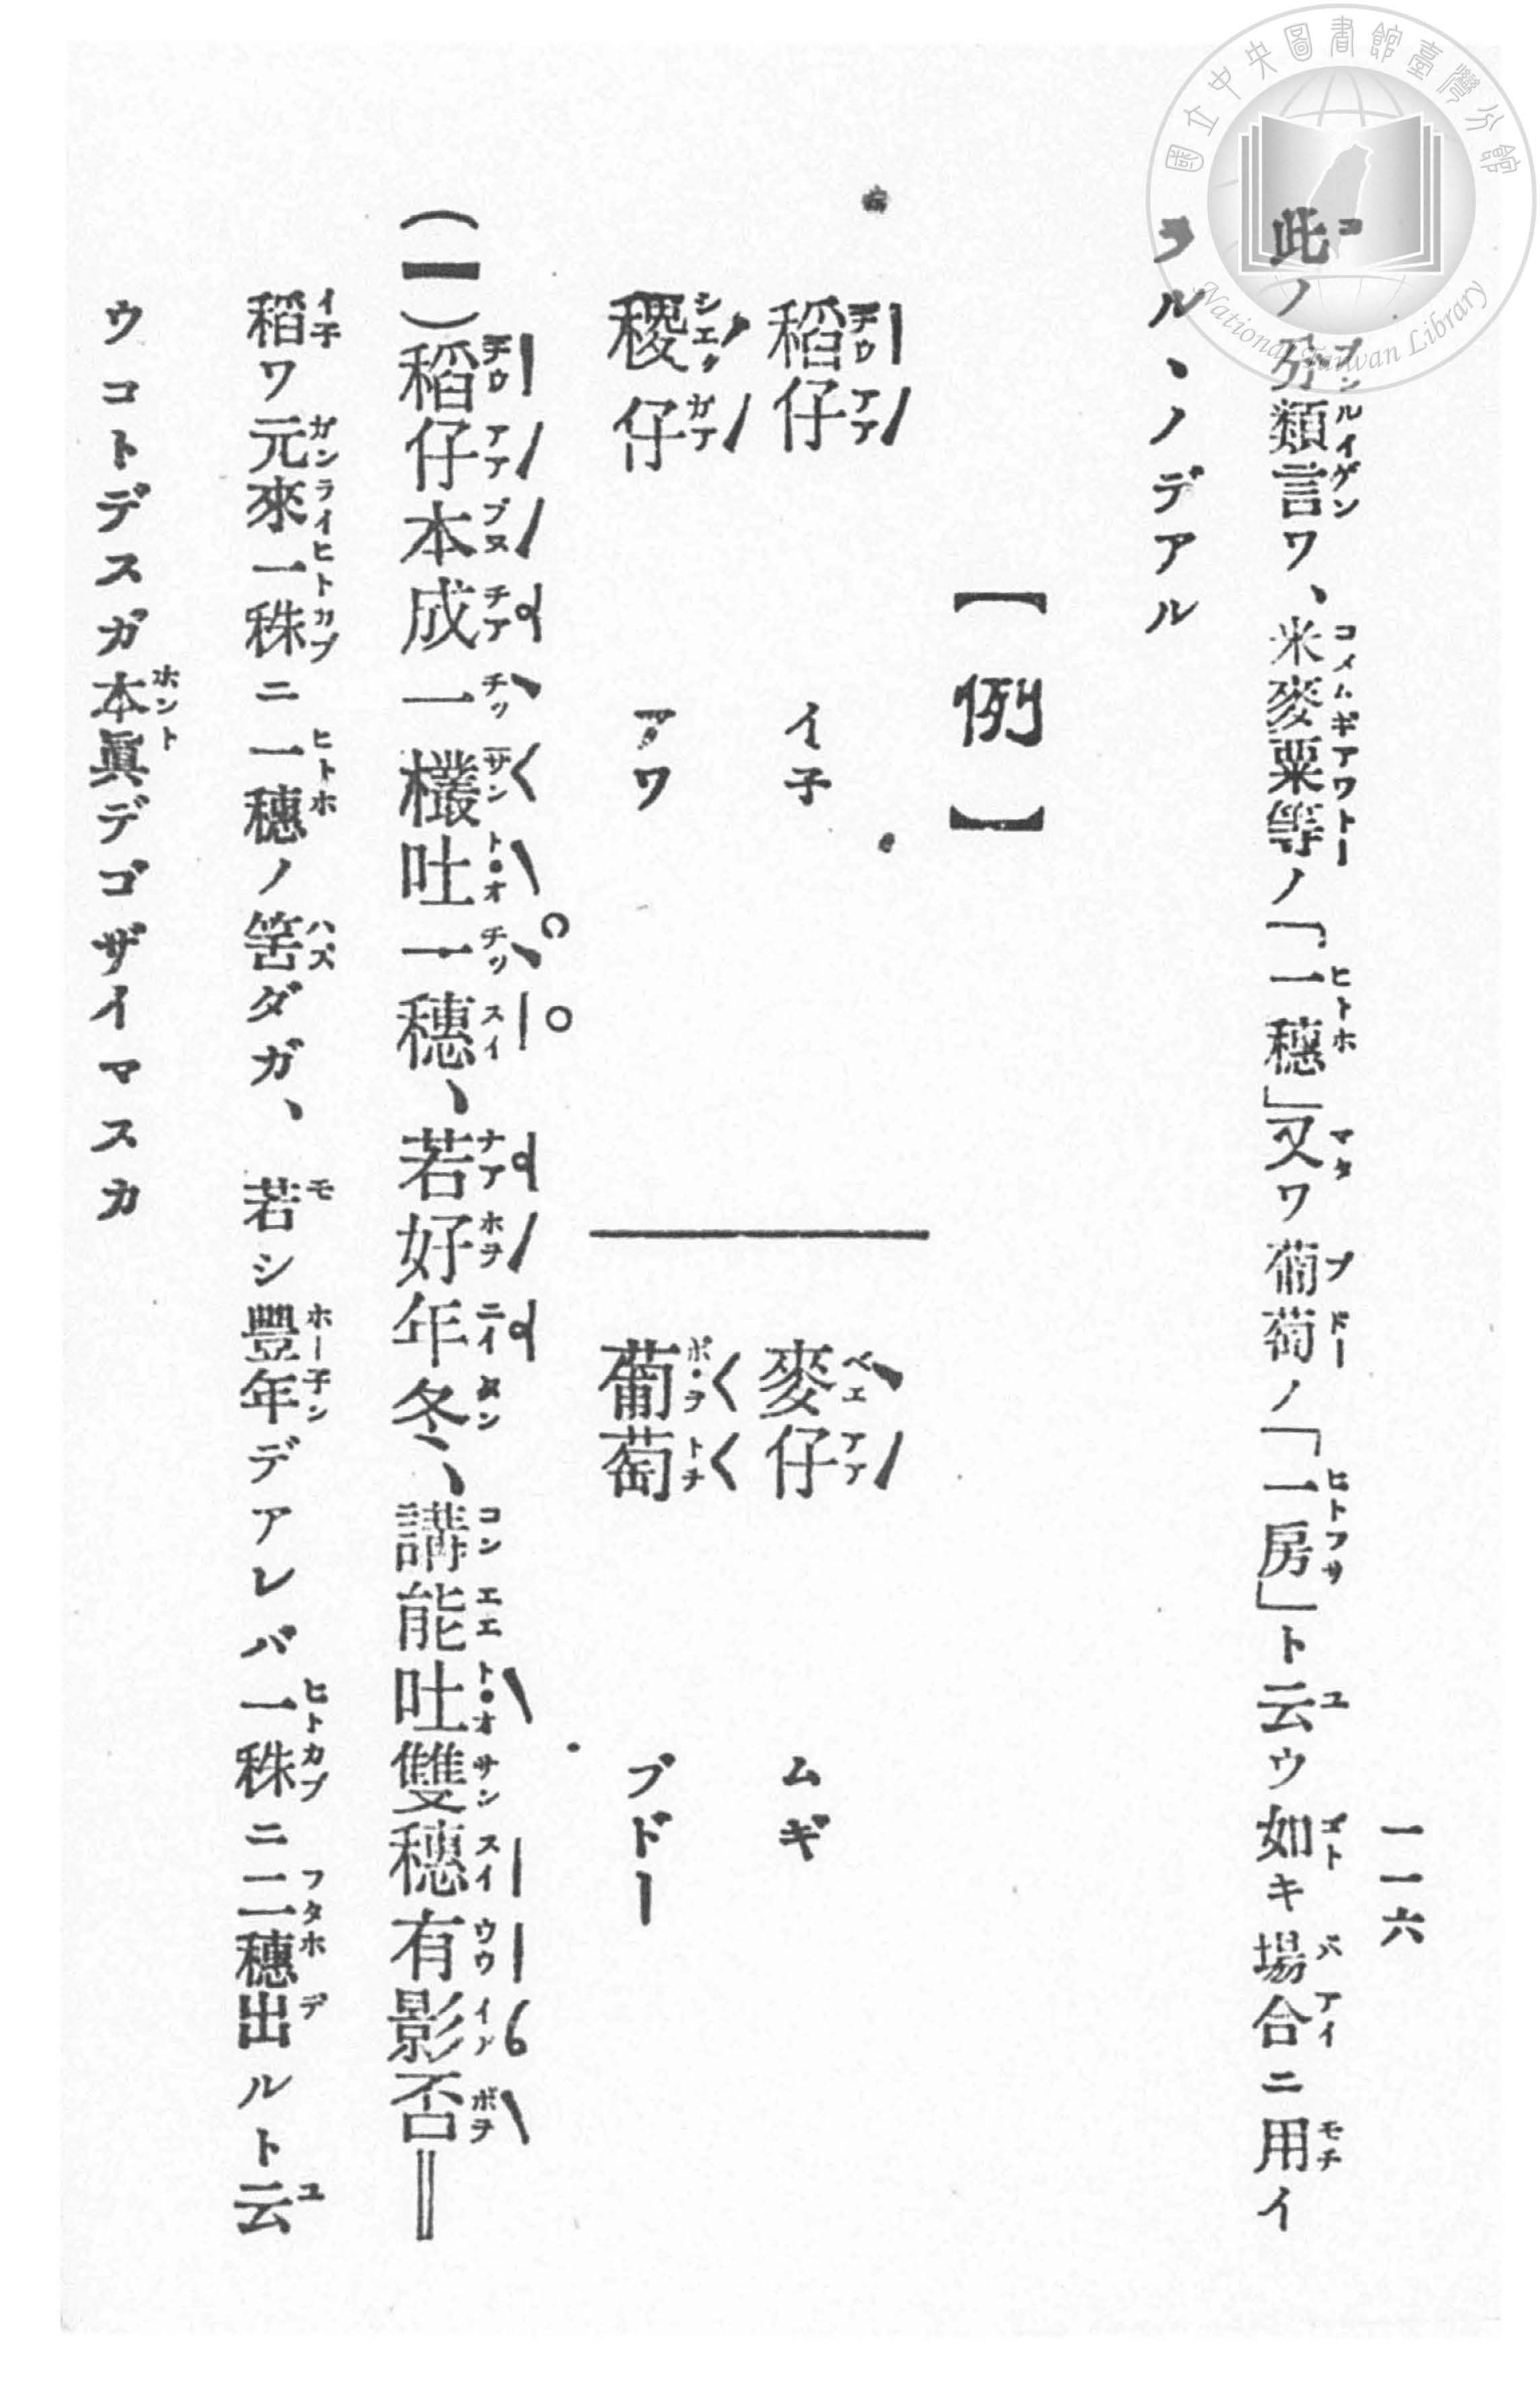 國立中央圖書館臺灣分館
National Taiwan Library
一一六
此ノ分類言ワ、米麥粟等ノ「一穗」又ワ葡萄ノ「一房」ト云ウ如キ場合ニ用イ
ラル、ノデアル
【例】
稻仔 イ子
麥仔 ムギ
稷仔 アワ
葡萄 ブドー
(一)稻仔本成一欉吐一穗、若好年冬、講能吐雙穗有影否＝
稻ワ元來一株ニ一穗ノ筈ダガ、若シ豐年デアレバ一株ニ二穗出ルト云
ウコトデスガ本眞デゴザイマスカ